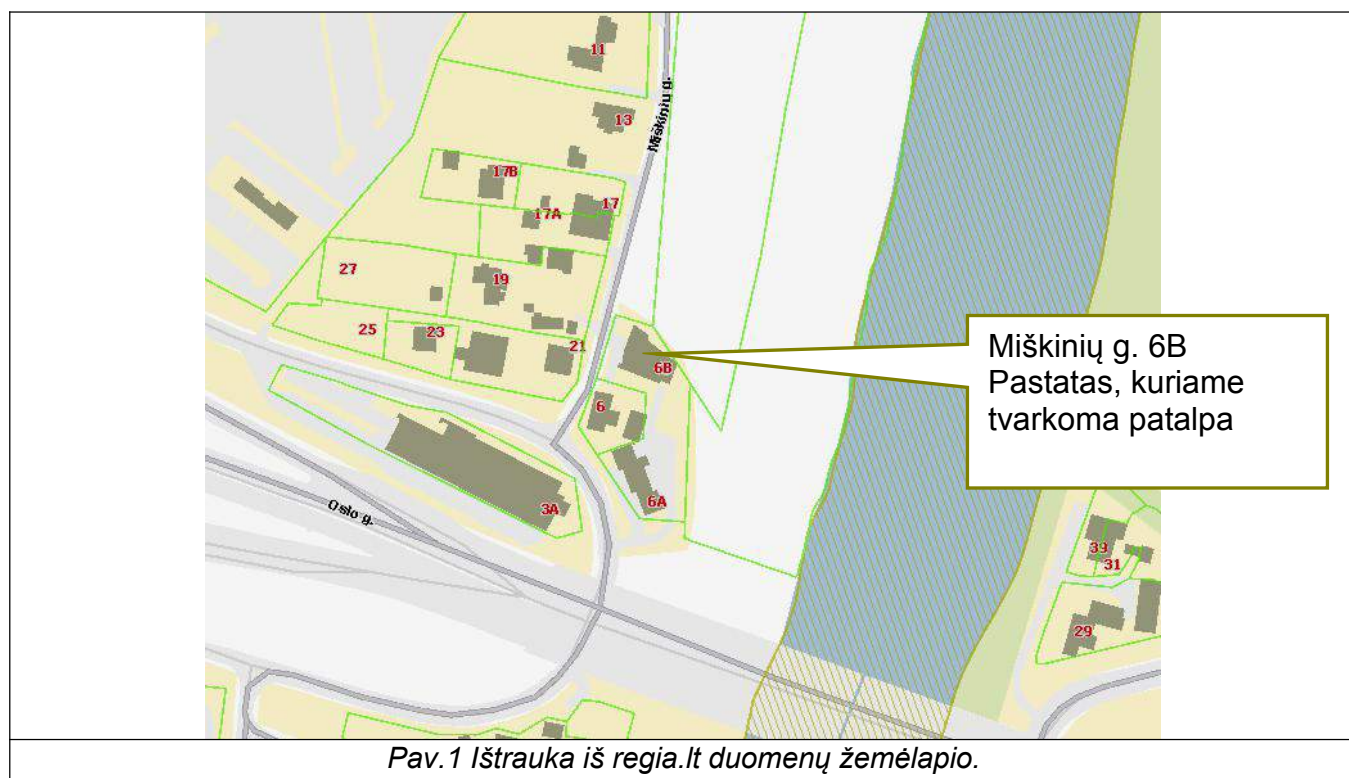 11
Miškinių g.
13
17B
17A
17
27
19
25
23
21
6B
6
6A
3A
Oslo g.
39
31
29
Miškinių g. 6B
Pastatas, kuriame
tvarkoma patalpa
Pav.1 Ištrauka iš regia.lt duomenų žemėlapio.